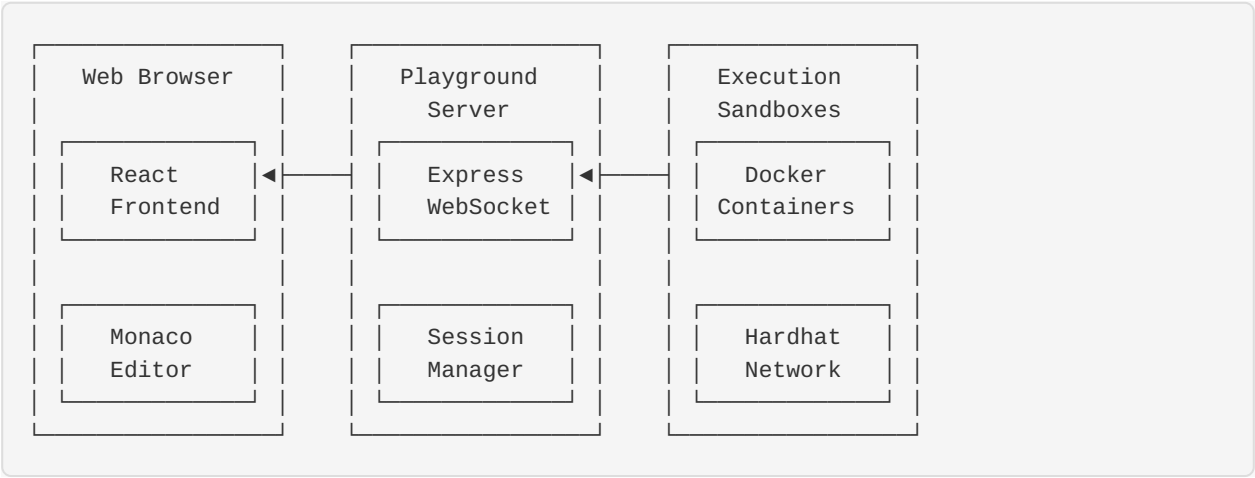 Web Browser
Playground
Server
Execution
Sandboxes
React
Frontend
Express
WebSocket
Docker
Containers
Monaco
Editor
Session
Manager
Hardhat
Network